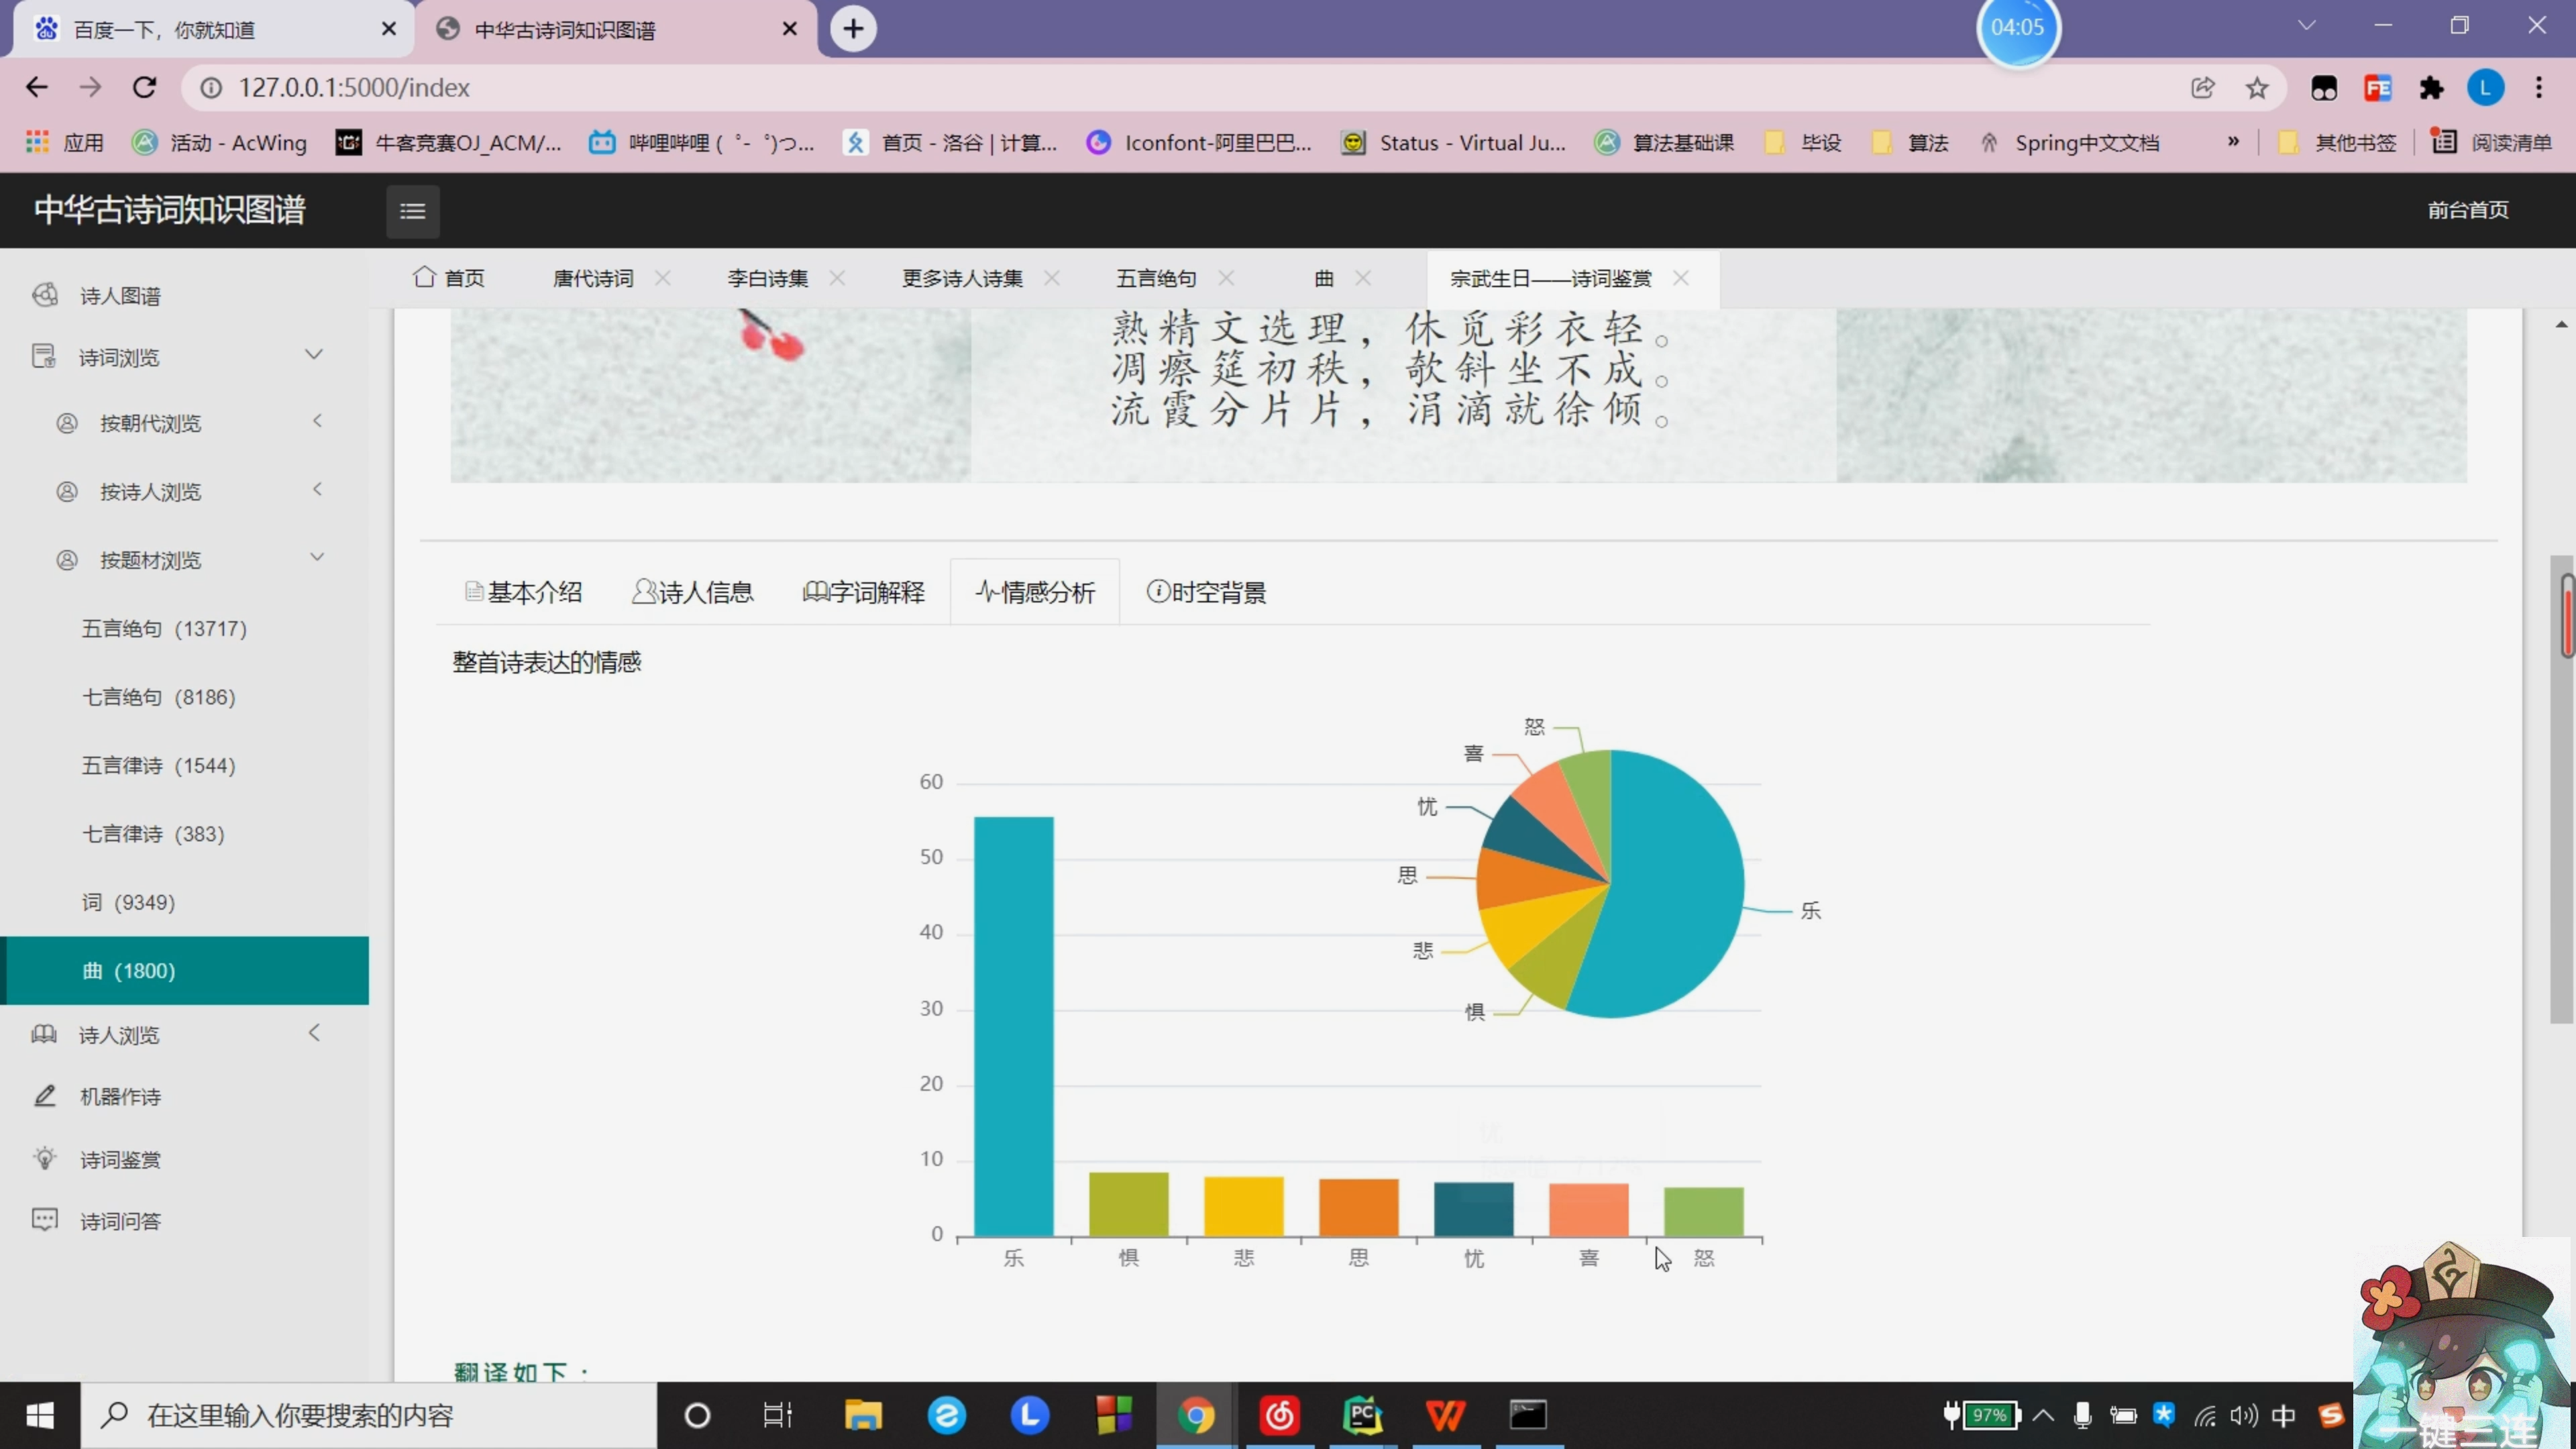 百度一下，你就知道
中华古诗词知识图谱
04:05
127.0.0.1:5000/index
L
应用
活动 - AcWing
牛客竞赛OJ_ACM/...
哔哩哔哩 ( ゜- ゜)つ...
首页 - 洛谷 | 计算...
Iconfont-阿里巴巴...
Status - Virtual Ju...
算法基础课
毕设
算法
Spring中文文档
»
其他书签
阅读清单
中华古诗词知识图谱
前台首页
首页
唐代诗词
李白诗集
更多诗人诗集
五言绝句
曲
宗武生日——诗词鉴赏
诗人图谱
诗词浏览
按朝代浏览
按诗人浏览
按题材浏览
五言绝句（13717）
七言绝句（8186）
五言律诗（1544）
七言律诗（383）
词（9349）
曲（1800）
诗人浏览
机器作诗
诗词鉴赏
诗词问答
熟精文选理，休觅彩衣轻。
凋瘵筵初秩，欹斜坐不成。
流霞分片片，涓滴就徐倾。
基本介绍
诗人信息
字词解释
情感分析
时空背景
整首诗表达的情感
60
50
40
30
20
10
0
乐
惧
悲
思
忧
喜
怒
怒
喜
忧
思
悲
惧
乐
翻译如下：
在这里输入你要搜索的内容
97%
中
一键三连